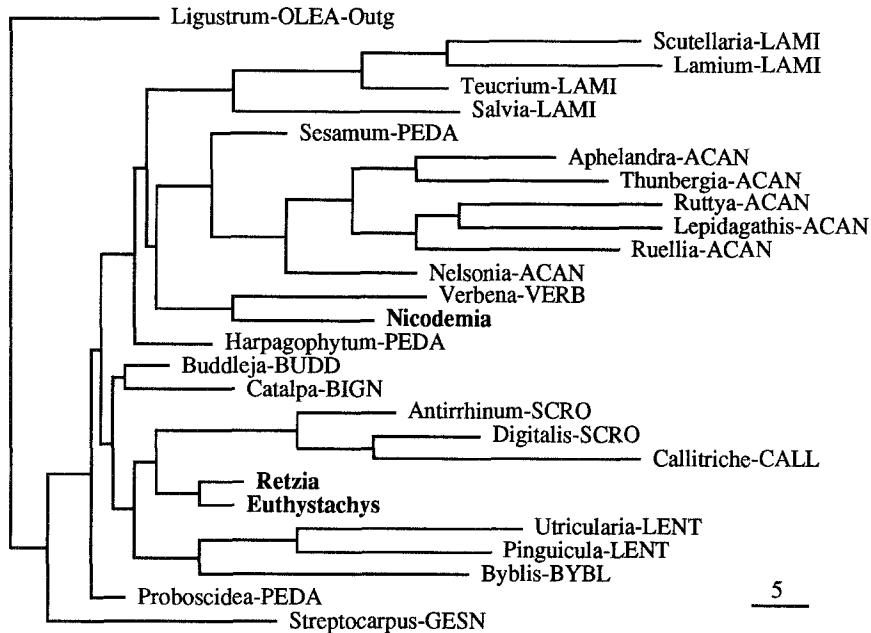 Ligustrum-OLEA-Outg
Scutellaria-LAMI
Lamium-LAMI
Teucrium-LAMI
Salvia-LAMI
Sesamum-PEDA
Aphelandra-ACAN
Thunbergia-ACAN
Ruttya-ACAN
Lepidagathis-ACAN
Ruellia-ACAN
Nelsonia-ACAN
Verbena-VERB
Nicodemia
Harpagophytum-PEDA
Buddleja-BUDD
Catalpa-BIGN
Antirrhinum-SCRO
Digitalis-SCRO
Callitriche-CALL
Retzia
Euthystachys
Utricularia-LENT
Pinguicula-LENT
Byblis-BYBL
5
Proboscidea-PEDA
Streptocarpus-GESN